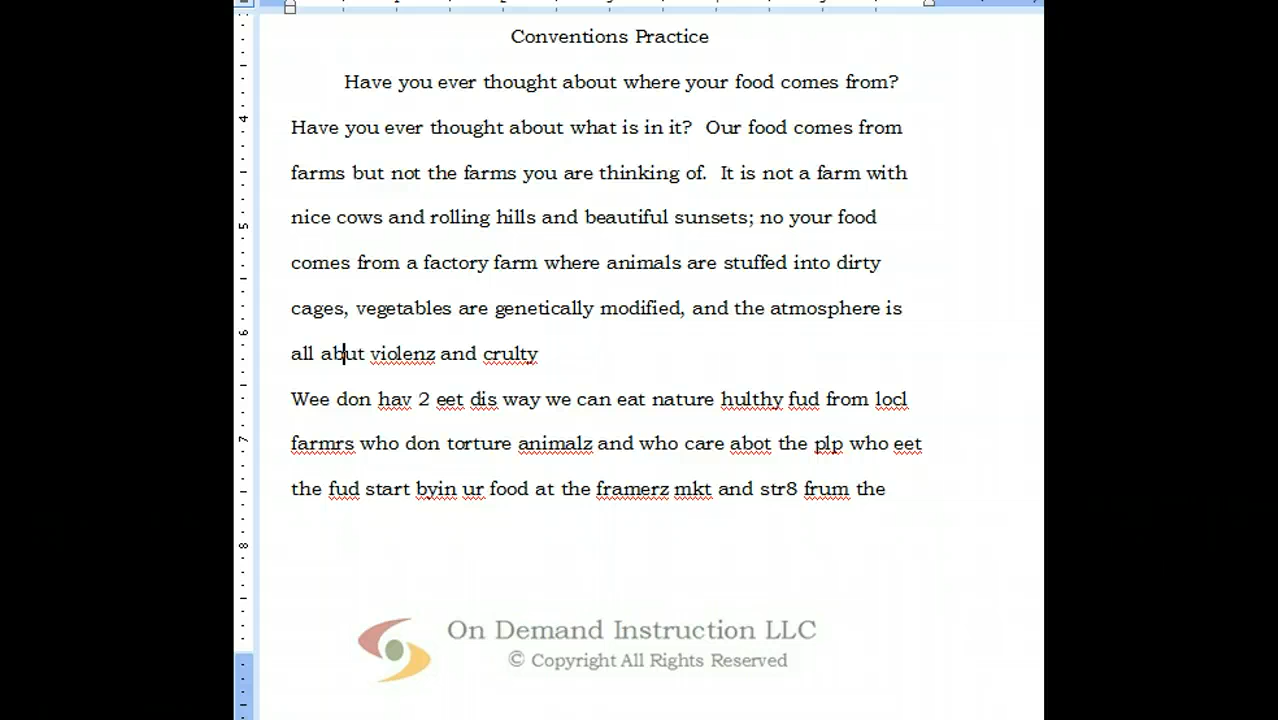 Conventions Practice
Have you ever thought about where your food comes from?
Have you ever thought about what is in it? Our food comes from
farms but not the farms you are thinking of. It is not a farm with
nice cows and rolling hills and beautiful sunsets; no your food
comes from a factory farm where animals are stuffed into dirty
cages, vegetables are genetically modified, and the atmosphere is
all abut violenz and crulty
Wee don hav 2 eet dis way we can eat nature hulthy fud from locl
farmrs who don torture animalz and who care abot the plp who eet
the fud start byin ur food at the framerz mkt and str8 frum the
On Demand Instruction LLC
© Copyright All Rights Reserved
4
5
6
7
8